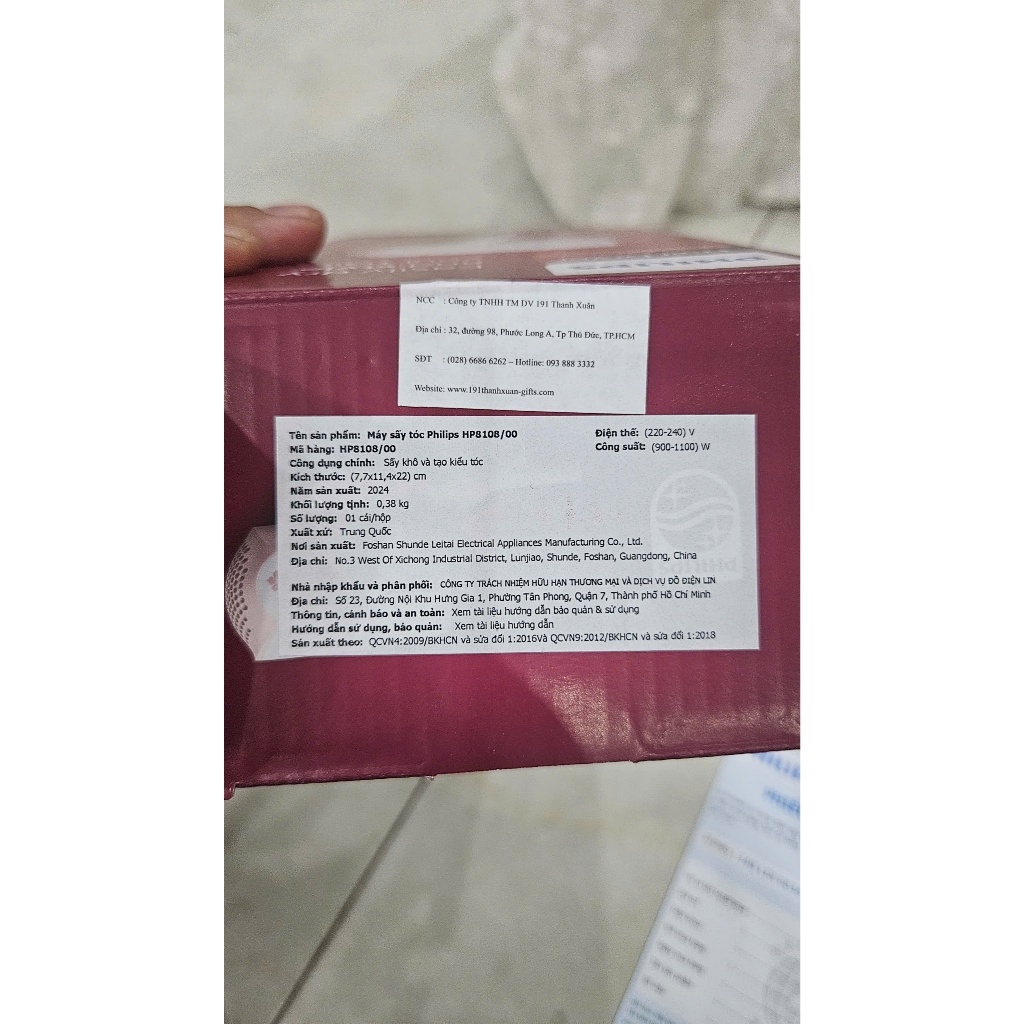 PHILIPS
NCC : Công ty TNHH TM DV 191 Thanh Xuân
Địa chỉ : 32, đường 98, Phước Long A, Tp Thủ Đức, TP.HCM
SĐT : (028) 6686 6262 – Hotline: 093 888 3332
Website: www.191thanhxuan-gifts.com
Tên sản phẩm: Máy sấy tóc Philips HP8108/00
Điện thế: (220-240) V
Mã hàng: HP8108/00
Công suất: (900-1100) W
Công dụng chính: Sấy khô và tạo kiểu tóc
Kích thước: (7,7x11,4x22) cm
Năm sản xuất: 2024
Khối lượng tịnh: 0,38 kg
Số lượng: 01 cái/hộp
Xuất xứ: Trung Quốc
Nơi sản xuất: Foshan Shunde Leitai Electrical Appliances Manufacturing Co., Ltd.
Địa chỉ: No.3 West Of Xichong Industrial District, Lunjiao, Shunde, Foshan, Guangdong, China
Nhà nhập khẩu và phân phối: CÔNG TY TRÁCH NHIỆM HỮU HẠN THƯƠNG MẠI VÀ DỊCH VỤ ĐỒ ĐIỆN LIN
Địa chỉ: Số 23, Đường Nội Khu Hưng Gia 1, Phường Tân Phong, Quận 7, Thành phố Hồ Chí Minh
Thông tin, cảnh báo và an toàn: Xem tài liệu hướng dẫn bảo quản & sử dụng
Hướng dẫn sử dụng, bảo quản: Xem tài liệu hướng dẫn
Sản xuất theo: QCVN4:2009/BKHCN và sửa đổi 1:2016Và QCVN9:2012/BKHCN và sửa đổi 1:2018